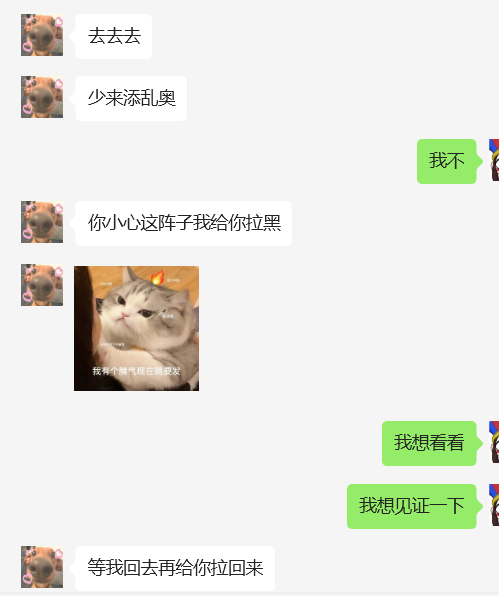 去去去
少来添乱奥
我不
你小心这阵子我给你拉黑
我有个脾气现在就要发
我想看看
我想见证一下
等我回去再给你拉回来